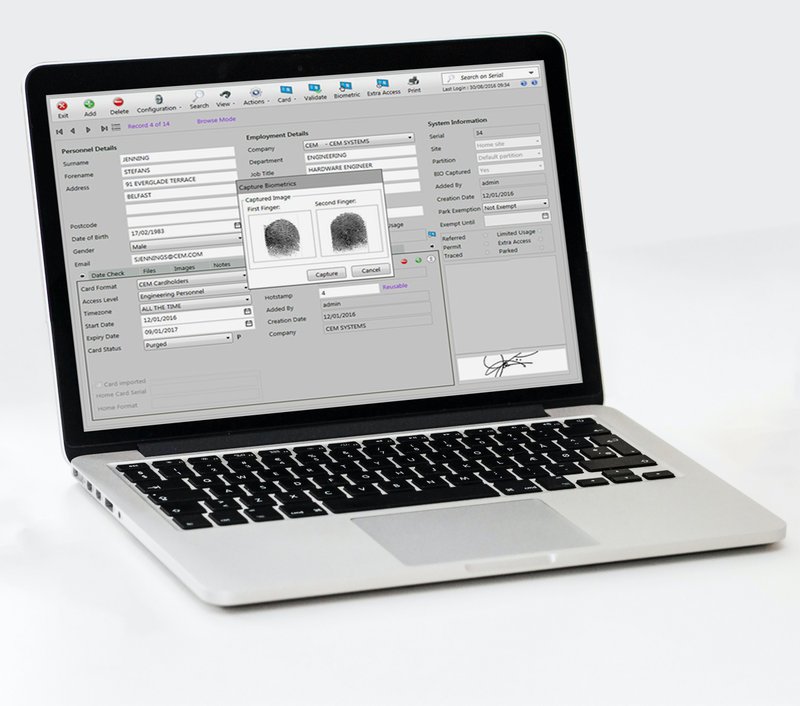 Exit
Add
Delete
Configuration
Search
View
Actions
Card
Validate
Biometric
Extra Access
Print
Search on Serial
Last Login : 30/08/2016 09:34
Record 4 of 14
Browse Mode
Personnel Details
Surname JENNING
Forename STEFANS
Address 91 EVERGLADE TERRACE
BELFAST
Postcode
Date of Birth 17/02/1983
Gender Male
Email SJENNINGS@CEM.COM
Employment Details
Company CEM - CEM SYSTEMS
Department ENGINEERING
Job Title HARDWARE ENGINEER
System Information
Serial 34
Site Home site
Partition Default partition
BIO Captured Yes
Added By admin
Creation Date 12/01/2016
Park Exemption Not Exempt
Exempt Until
Referred Limited Usage
Permit Extra Access
Traced Parked
Capture Biometrics
Captured Image
First Finger:
Second Finger:
Capture
Cancel
Usage
Date Check
Files
Images
Notes
Card Format CEM Cardholders
Access Level Engineering Personnel
Timezone ALL THE TIME
Start Date 12/01/2016
Expiry Date 09/01/2017
Card Status Purged P
Hotstamp 4 Reusable
Added By admin
Creation Date 12/01/2016
Company CEM SYSTEMS
Card imported
Home Card Serial
Home Format